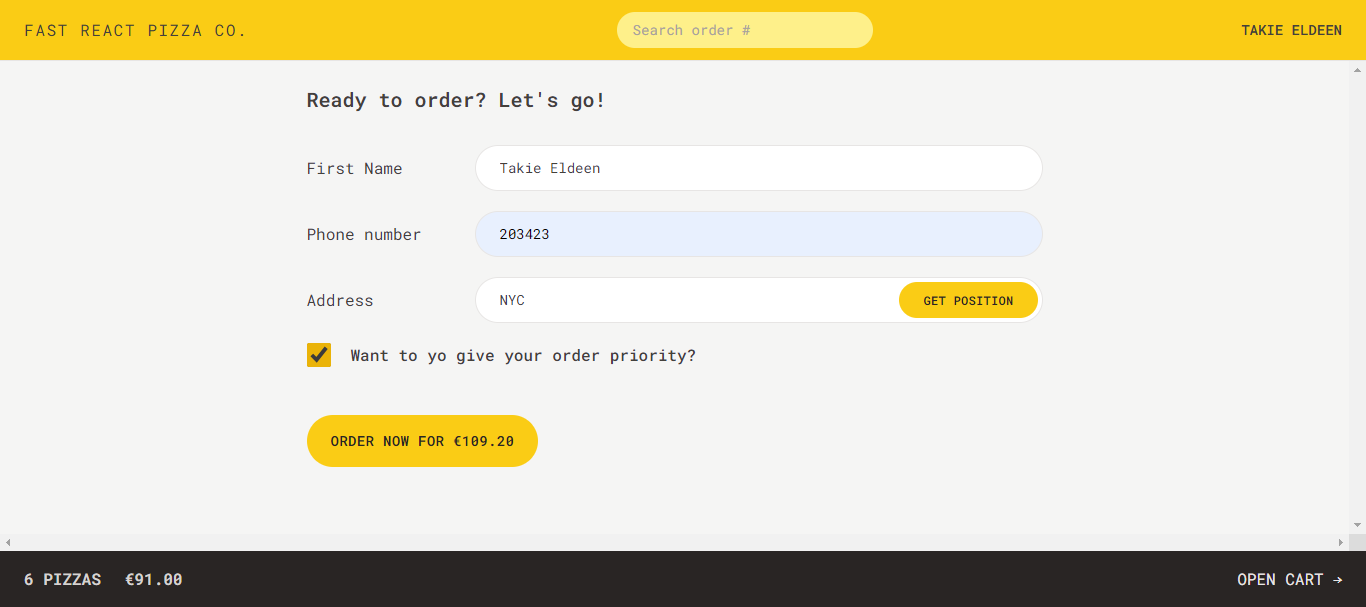 FAST REACT PIZZA CO.
Search order #
TAKIE ELDEEN
Ready to order? Let's go!
First Name
Takie Eldeen
Phone number
203423
Address
NYC
GET POSITION
Want to yo give your order priority?
ORDER NOW FOR €109.20
6 PIZZAS €91.00
OPEN CART →